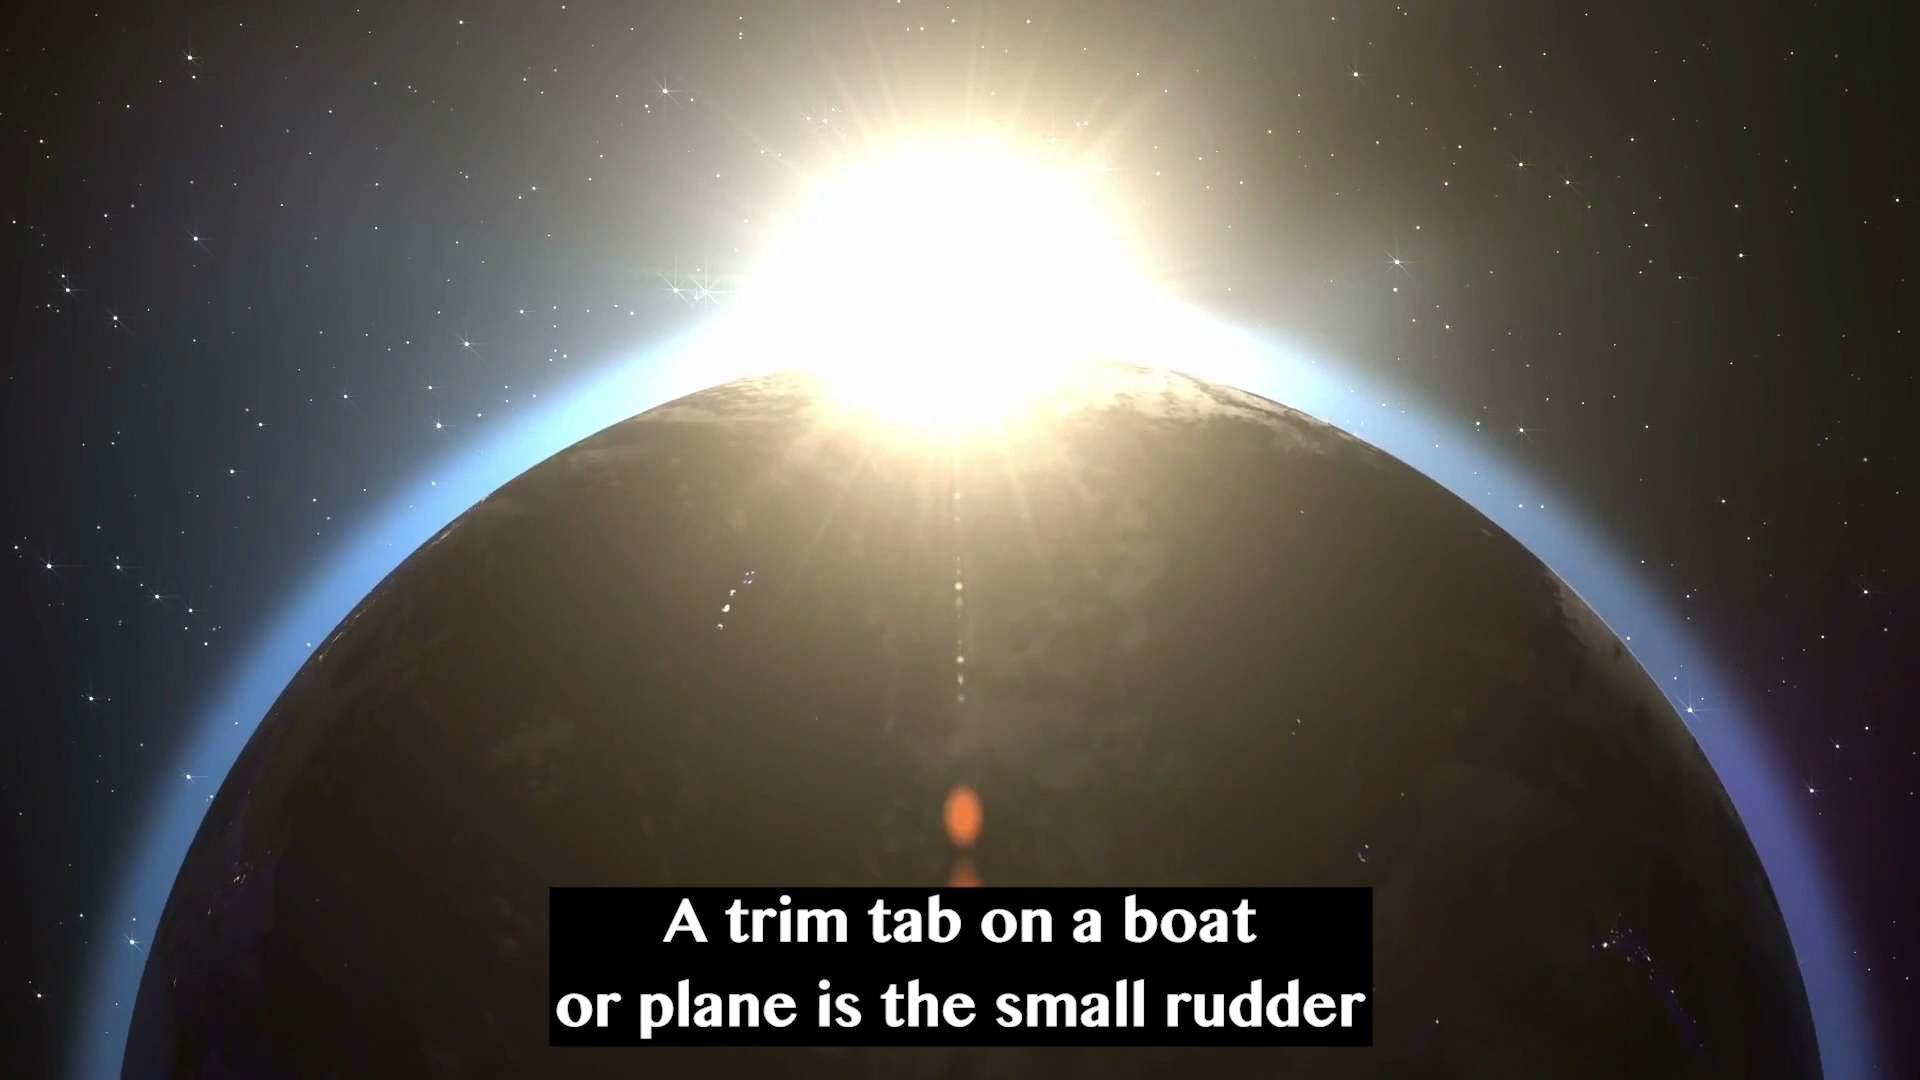 A trim tab on a boat
or plane is the small rudder